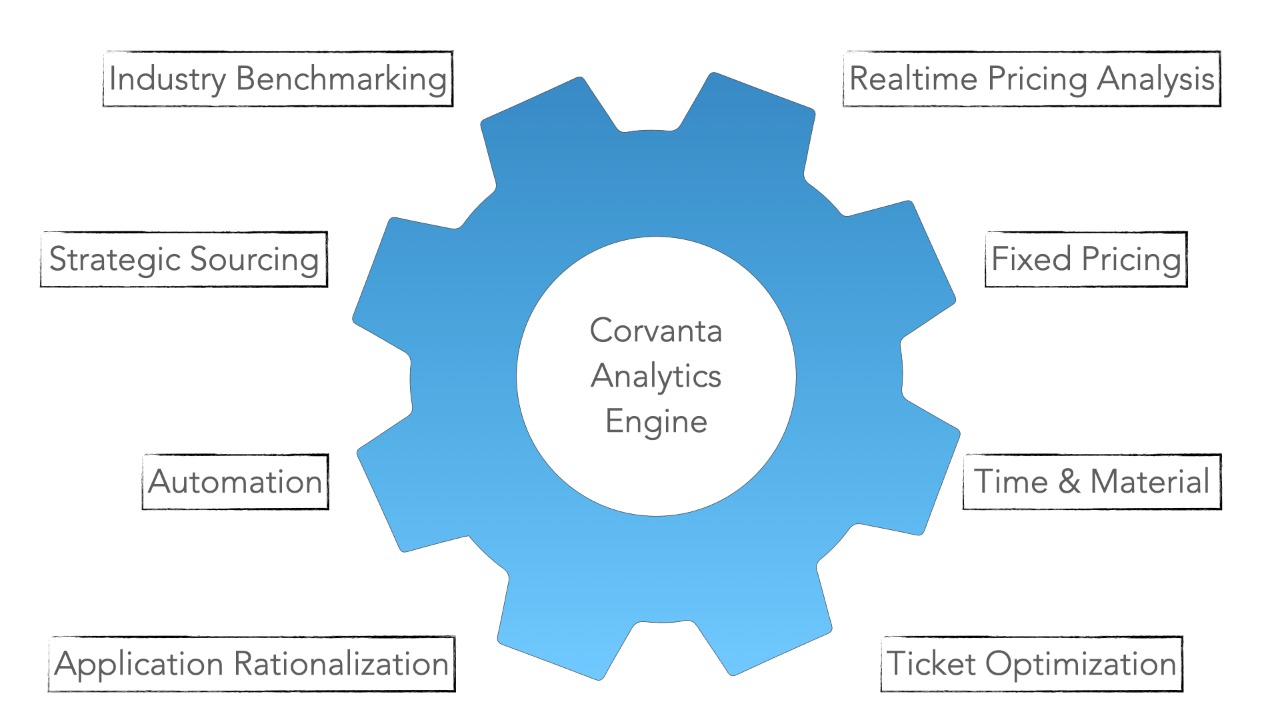 Industry Benchmarking
Realtime Pricing Analysis
Strategic Sourcing
Fixed Pricing
Corvanta
Analytics
Engine
Automation
Time & Material
Application Rationalization
Ticket Optimization